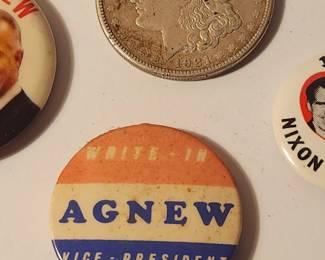 EW
1921
NIXON
WRITE-IN
AGNEW
VICE-PRESIDENT